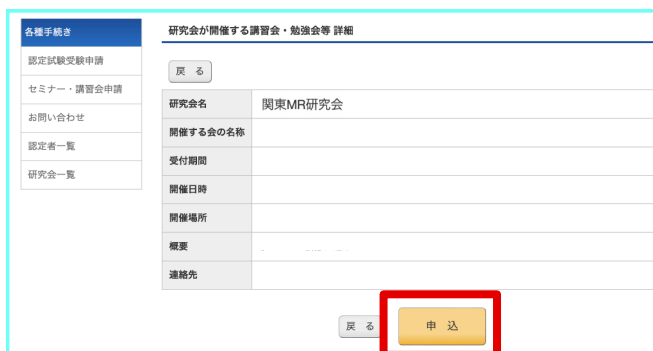 各種手続き
認定試験受験申請
セミナー・講習会申請
お問い合わせ
認定者一覧
研究会一覧
研究会が開催する講習会・勉強会等 詳細
戻 る
研究会名 関東MR研究会
開催する会の名称
受付期間
開催日時
開催場所
概要
連絡先
戻 る 申 込